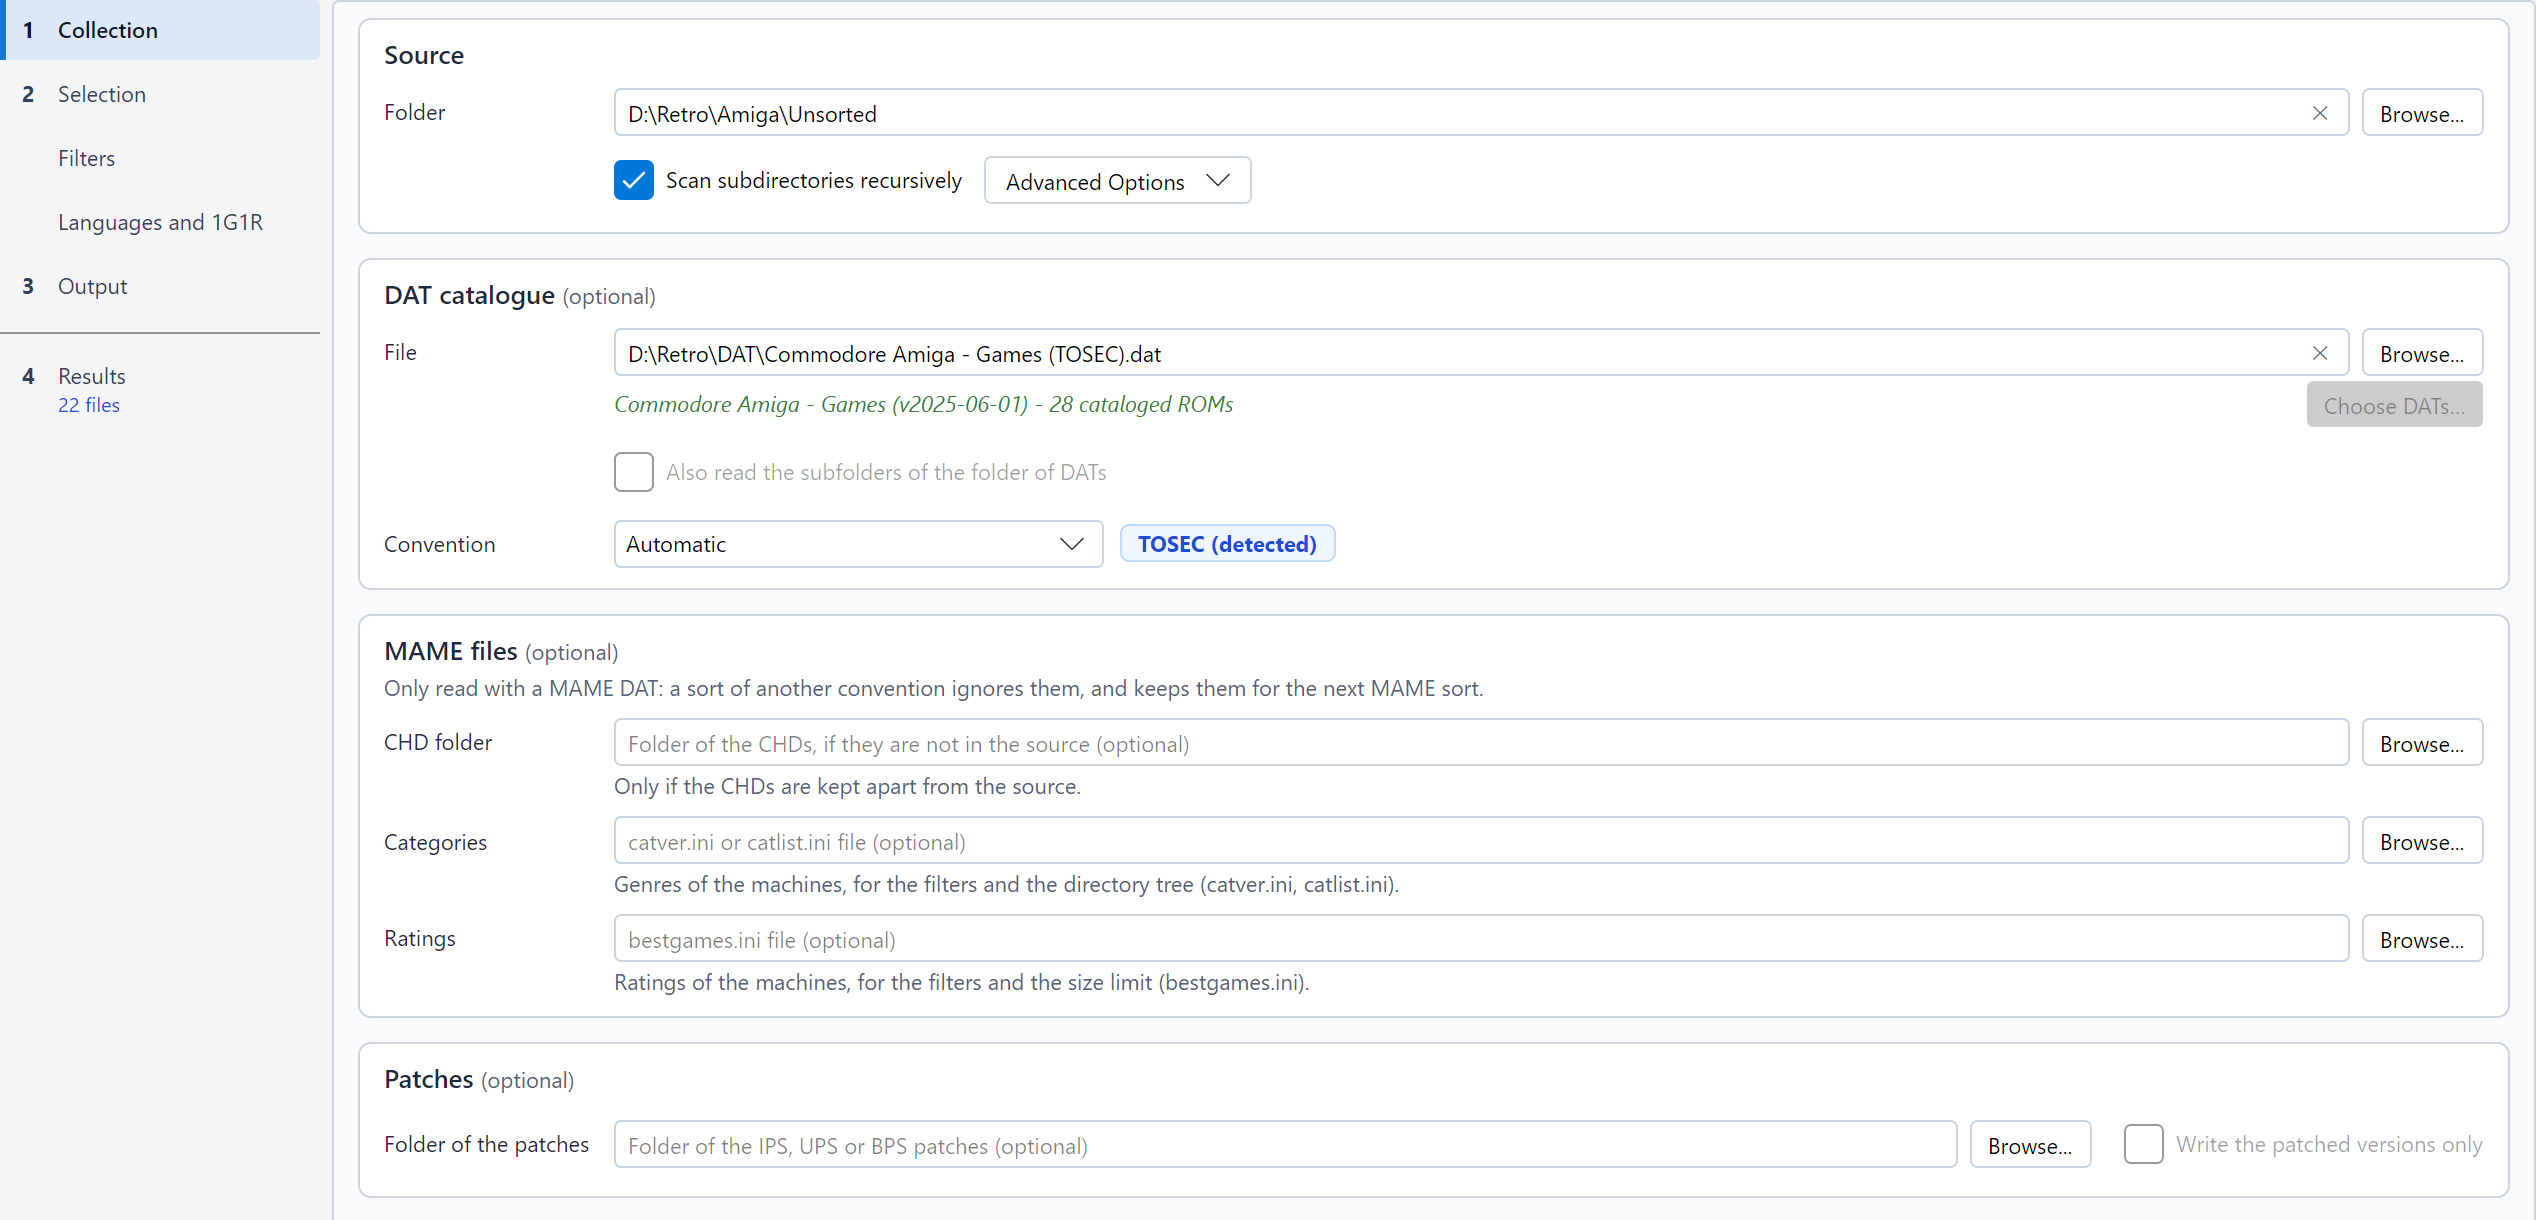 1 Collection
2 Selection
Filters
Languages and 1G1R
3 Output
4 Results
22 files
Source
Folder
D:\Retro\Amiga\Unsorted
Browse...
Scan subdirectories recursively
Advanced Options
DAT catalogue (optional)
File
D:\Retro\DAT\Commodore Amiga - Games (TOSEC).dat
Browse...
Commodore Amiga - Games (v2025-06-01) - 28 cataloged ROMs
Choose DATs...
Also read the subfolders of the folder of DATs
Convention
Automatic
TOSEC (detected)
MAME files (optional)
Only read with a MAME DAT: a sort of another convention ignores them, and keeps them for the next MAME sort.
CHD folder
Folder of the CHDs, if they are not in the source (optional)
Browse...
Only if the CHDs are kept apart from the source.
Categories
catver.ini or catlist.ini file (optional)
Browse...
Genres of the machines, for the filters and the directory tree (catver.ini, catlist.ini).
Ratings
bestgames.ini file (optional)
Browse...
Ratings of the machines, for the filters and the size limit (bestgames.ini).
Patches (optional)
Folder of the patches
Folder of the IPS, UPS or BPS patches (optional)
Browse...
Write the patched versions only